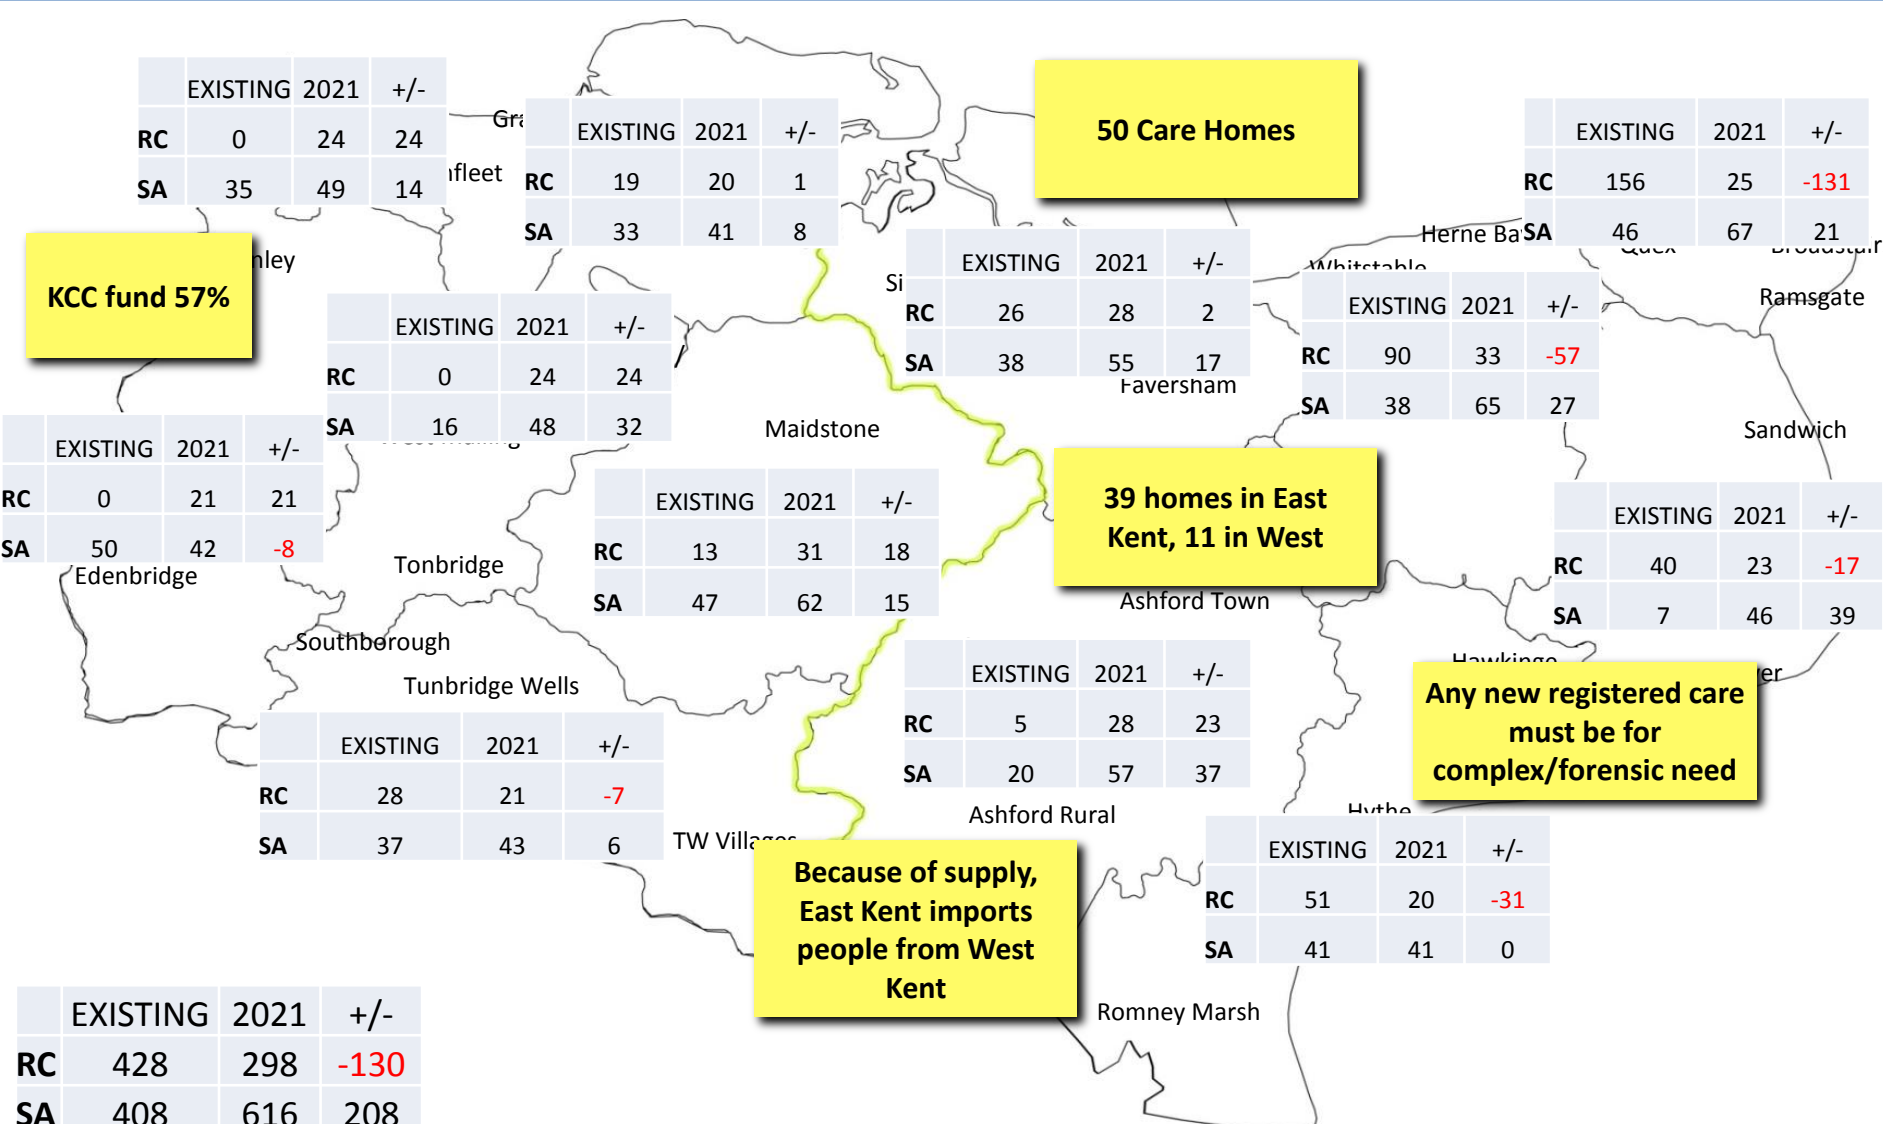 EXISTING 2021 +/-
RC 0 24 24
SA 35 49 14
EXISTING 2021 +/-
RC 19 20 1
SA 33 41 8
50 Care Homes
EXISTING 2021 +/-
RC 156 25 -131
SA 46 67 21
KCC fund 57%
EXISTING 2021 +/-
RC 0 24 24
SA 16 48 32
EXISTING 2021 +/-
RC 26 28 2
SA 38 55 17
Whitstable
Ramsgate
EXISTING 2021 +/-
RC 90 33 -57
SA 38 65 27
Faversham
Maidstone
Sandwich
EXISTING 2021 +/-
RC 0 21 21
SA 50 42 -8
Edenbridge
Tonbridge
EXISTING 2021 +/-
RC 13 31 18
SA 47 62 15
39 homes in East
Kent, 11 in West
Ashford Town
EXISTING 2021 +/-
RC 40 23 -17
SA 7 46 39
Southborough
Tunbridge Wells
EXISTING 2021 +/-
RC 28 21 -7
SA 37 43 6
EXISTING 2021 +/-
RC 5 28 23
SA 20 57 37
Ashford Rural
Hawkinge
Any new registered care
must be for
complex/forensic need
Hythe
TW Villages
Because of supply,
East Kent imports
people from West
Kent
EXISTING 2021 +/-
RC 51 20 -31
SA 41 41 0
Romney Marsh
EXISTING 2021 +/-
RC 428 298 -130
SA 408 616 208